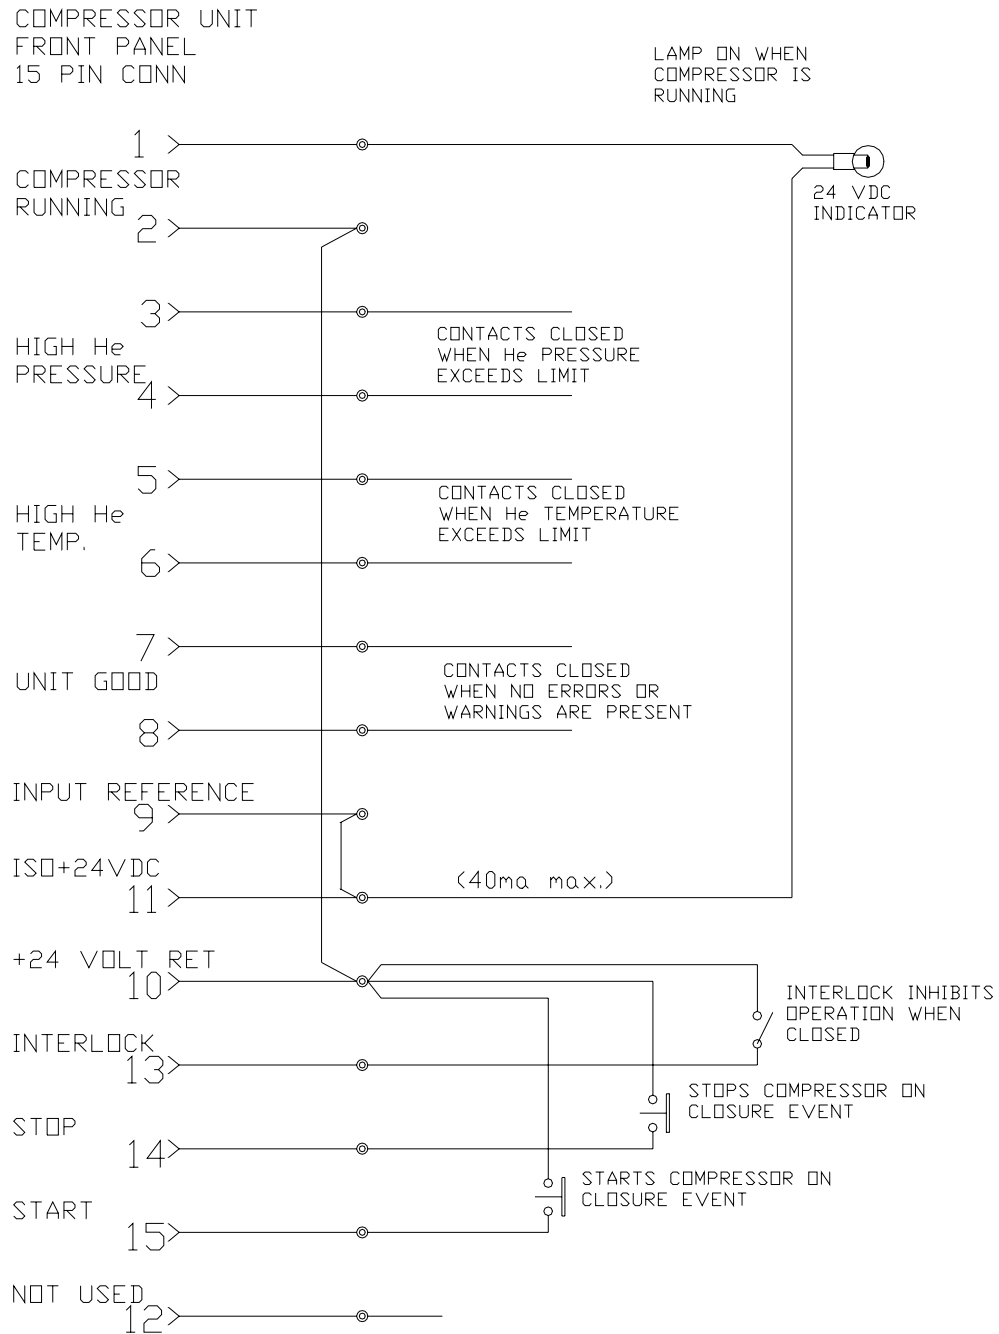 COMPRESSOR UNIT
FRONT PANEL
15 PIN CONN
LAMP ON WHEN
COMPRESSOR IS
RUNNING
1
COMPRESSOR
RUNNING
2
24 VDC
INDICATOR
3
HIGH He
PRESSURE
4
CONTACTS CLOSED
WHEN He PRESSURE
EXCEEDS LIMIT
5
HIGH He
TEMP.
6
CONTACTS CLOSED
WHEN He TEMPERATURE
EXCEEDS LIMIT
7
UNIT GOOD
8
CONTACTS CLOSED
WHEN NO ERRORS OR
WARNINGS ARE PRESENT
INPUT REFERENCE
9
ISO+24VDC
11
(40ma max.)
+24 VOLT RET
10
INTERLOCK INHIBITS
OPERATION WHEN
CLOSED
INTERLOCK
13
STOPS COMPRESSOR ON
CLOSURE EVENT
STOP
14
STARTS COMPRESSOR ON
CLOSURE EVENT
START
15
NOT USED
12